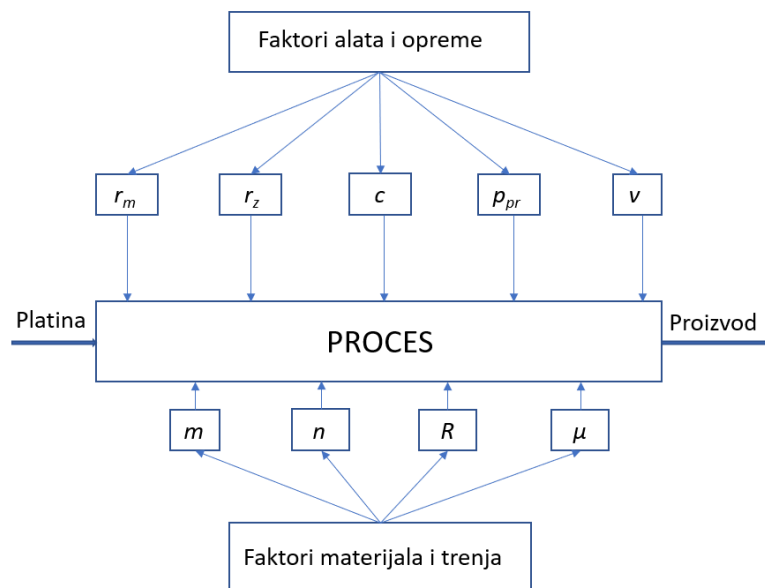 Faktori alata i opreme
r_m r_z c p_pr v
Platina PROCES Proizvod
m n R μ
Faktori materijala i trenja